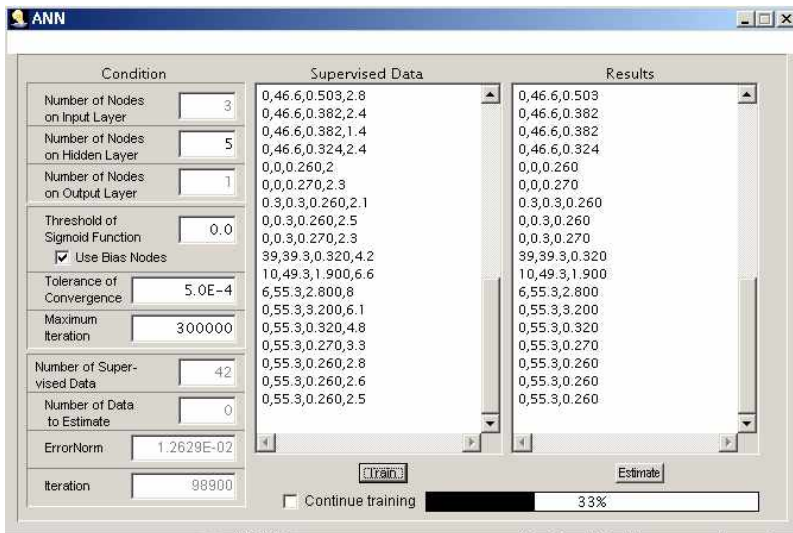 ANN
Condition
Number of Nodes
on Input Layer
3
Number of Nodes
on Hidden Layer
5
Number of Nodes
on Output Layer
1
Threshold of
Sigmoid Function
0.0
Use Bias Nodes
Tolerance of
Convergence
5.0E-4
Maximum
Iteration
300000
Number of Super-
vised Data
42
Number of Data
to Estimate
0
ErrorNorm
1.2629E-02
Iteration
98900
Supervised Data
0,46.6,0.503,2.8
0,46.6,0.382,2.4
0,46.6,0.382,1.4
0,46.6,0.324,2.4
0,0,0.260,2
0,0,0.270,2.3
0.3,0.3,0.260,2.1
0,0.3,0.260,2.5
0,0.3,0.270,2.3
39,39.3,0.320,4.2
10,49.3,1.900,6.6
6,55.3,2.800,8
0,55.3,3.200,6.1
0,55.3,0.320,4.8
0,55.3,0.270,3.3
0,55.3,0.260,2.8
0,55.3,0.260,2.6
0,55.3,0.260,2.5
Results
0,46.6,0.503
0,46.6,0.382
0,46.6,0.382
0,46.6,0.324
0,0,0.260
0,0,0.270
0.3,0.3,0.260
0,0.3,0.260
0,0.3,0.270
39,39.3,0.320
10,49.3,1.900
6,55.3,2.800
0,55.3,3.200
0,55.3,0.320
0,55.3,0.270
0,55.3,0.260
0,55.3,0.260
0,55.3,0.260
Train
Estimate
Continue training
33%